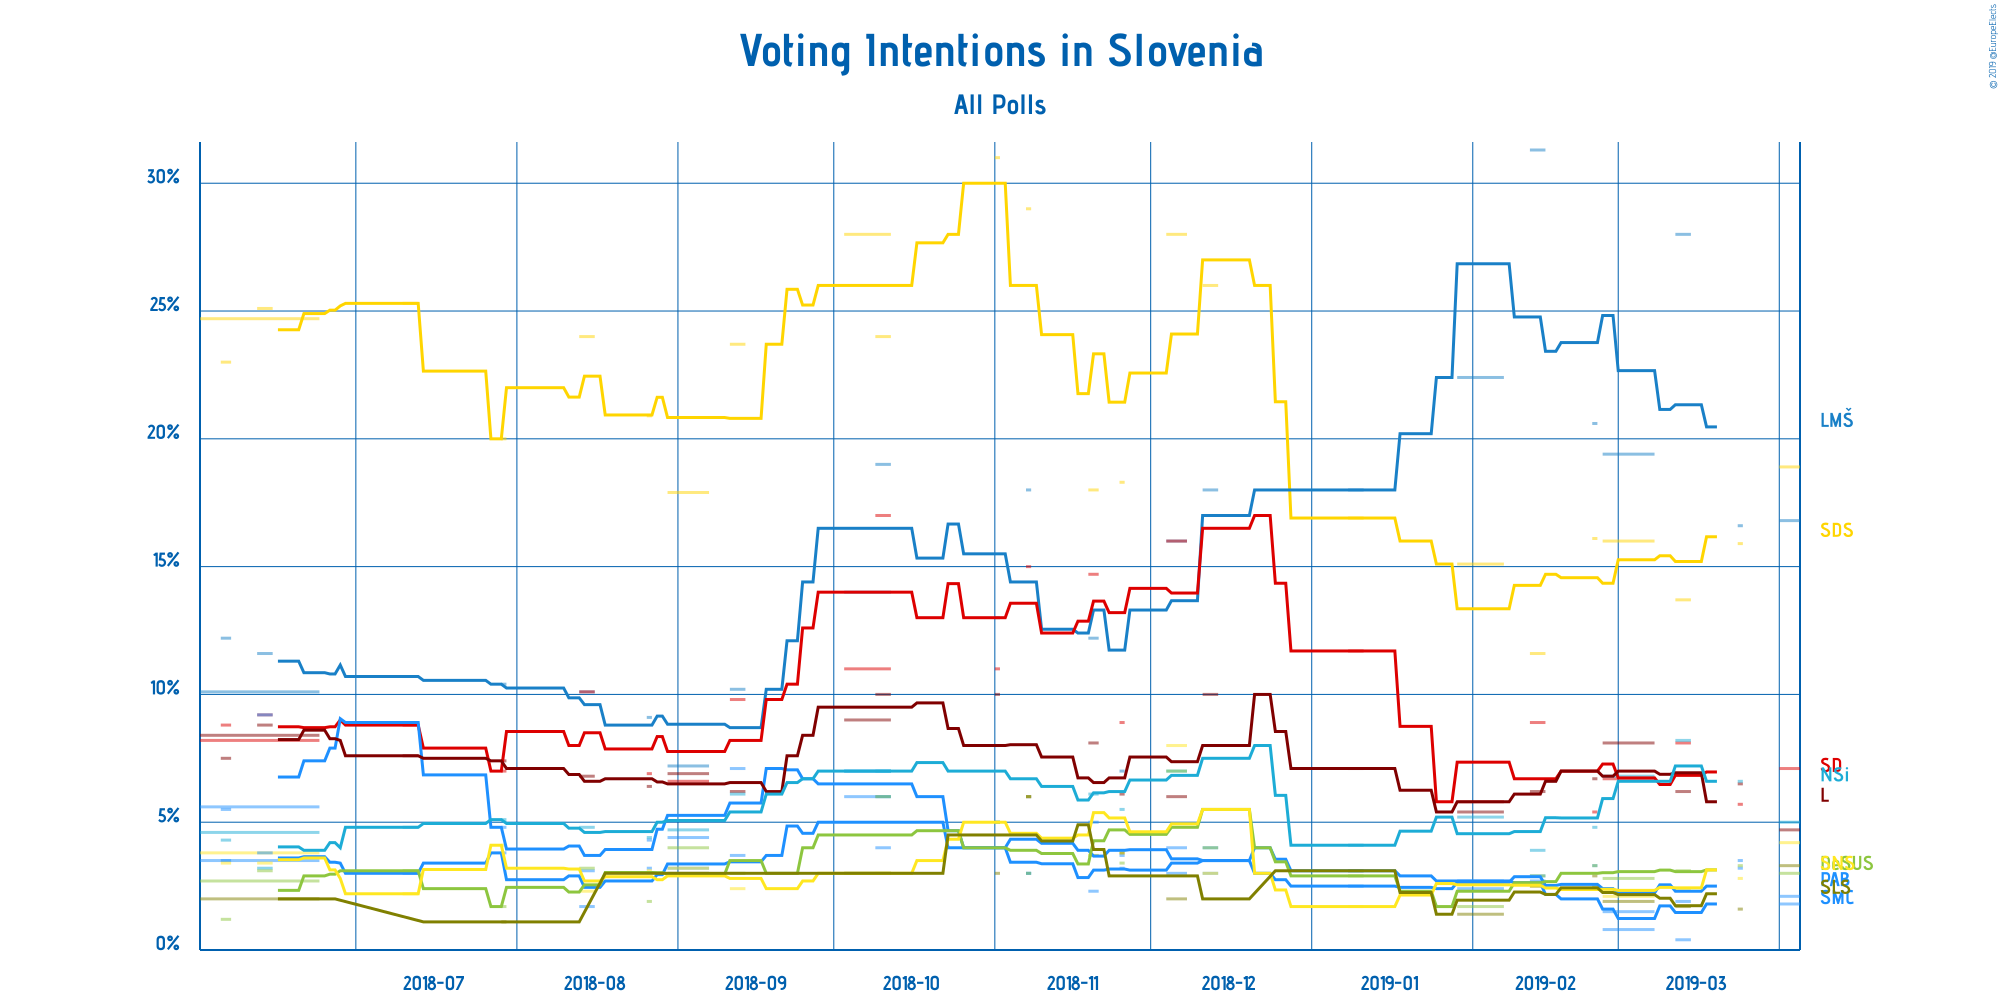 © 2019 @EuropeElects
Voting Intentions in Slovenia
All Polls
30%
25%
20%
15%
10%
5%
0%
LMŠ
SDS
SD
NSi
L
DeSUS
PAB
SLS
SMC
2018-07
2018-08
2018-09
2018-10
2018-11
2018-12
2019-01
2019-02
2019-03